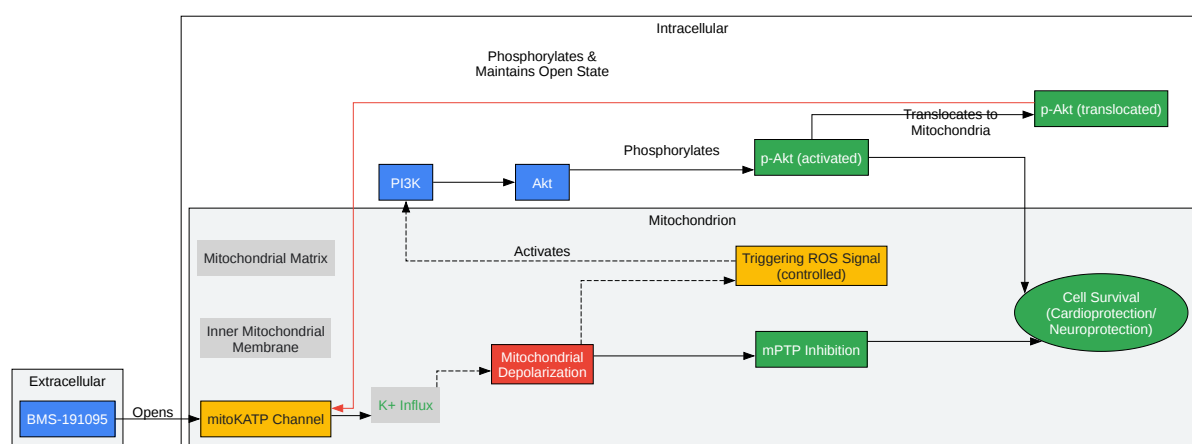 Intracellular
Phosphorylates &
Maintains Open State
p-Akt (translocated)
Translocates to
Mitochondria
Phosphorylates
p-Akt (activated)
PI3K
Akt
Mitochondrion
Activates
Mitochondrial Matrix
Triggering ROS Signal
(controlled)
Cell Survival
(Cardioprotection/
Neuroprotection)
Inner Mitochondrial
Membrane
Mitochondrial
Depolarization
mPTP Inhibition
Extracellular
BMS-191095
Opens
mitoKATP Channel
K+ Influx